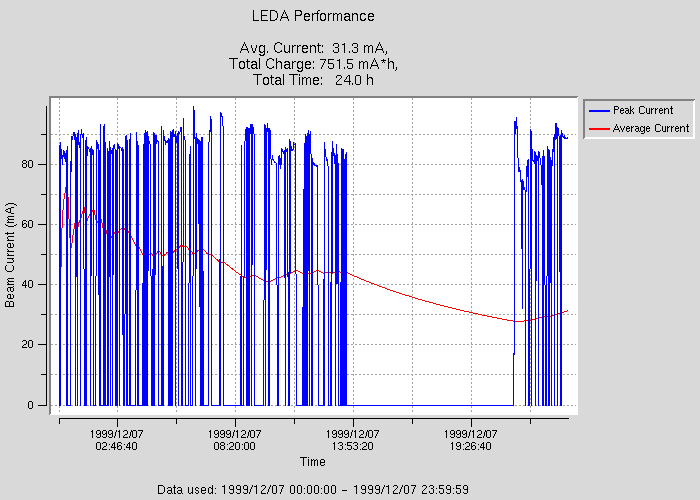 LEDA Performance
Avg. Current:  31.3 mA,
Total Charge: 751.5 mA*h,
Total Time:   24.0 h
Peak Current
Average Current
Beam Current (mA)
80
60
40
20
0
1999/12/07 1999/12/07 1999/12/07 1999/12/07
02:46:40 08:20:00 13:53:20 19:26:40
Time
Data used: 1999/12/07 00:00:00 - 1999/12/07 23:59:59